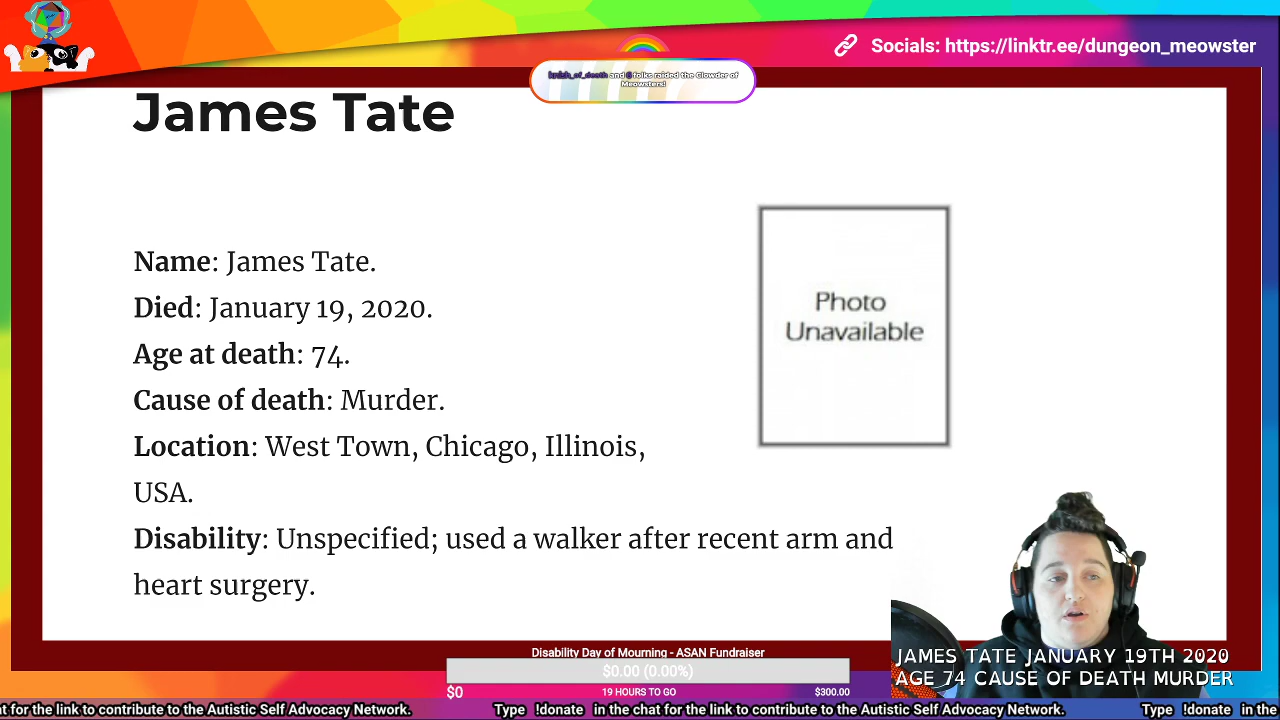 Socials: https://linktr.ee/dungeon_meowster
knish_of_death and 6 folks raided the Clowder of
Meowsters!
James Tate
Name: James Tate.
Died: January 19, 2020.
Age at death: 74.
Cause of death: Murder.
Location: West Town, Chicago, Illinois,
USA.
Disability: Unspecified; used a walker after recent arm and
heart surgery.
Photo
Unavailable
JAMES TATE JANUARY 19TH 2020
AGE 74 CAUSE OF DEATH MURDER
Disability Day of Mourning - ASAN Fundraiser
$0.00 (0.00%)
$0 19 HOURS TO GO $300.00
at for the link to contribute to the Autistic Self Advocacy Network. Type !donate in the chat for the link to contribute to the Autistic Self Advocacy Network. Type !donate in the